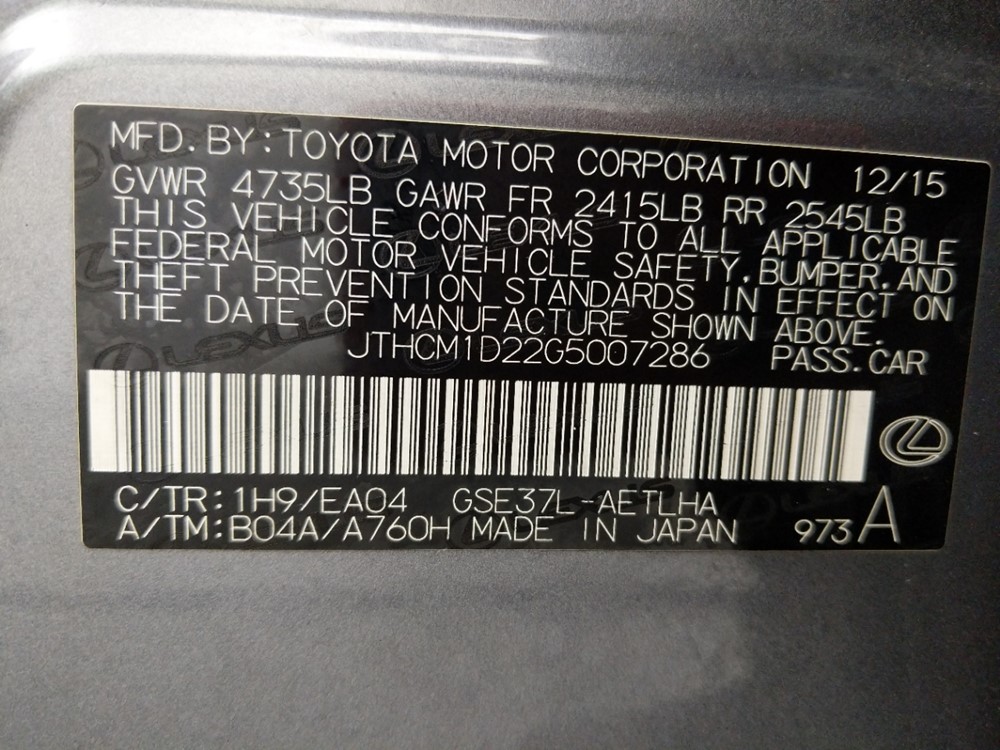 MFD.BY:TOYOTA MOTOR CORPORATION 12/15
GVWR 4735LB GAWR FR 2415LB RR 2545LB
THIS VEHICLE CONFORMS TO ALL APPLICABLE
FEDERAL MOTOR VEHICLE SAFETY,BUMPER,AND
THEFT PREVENTION STANDARDS IN EFFECT ON
THE DATE OF MANUFACTURE SHOWN ABOVE.
JTHCM1D22G5007286 PASS.CAR
C/TR:1H9/EA04 GSE37L-AETLHA
A/TM:B04A/A760H MADE IN JAPAN 973A
LEXUS